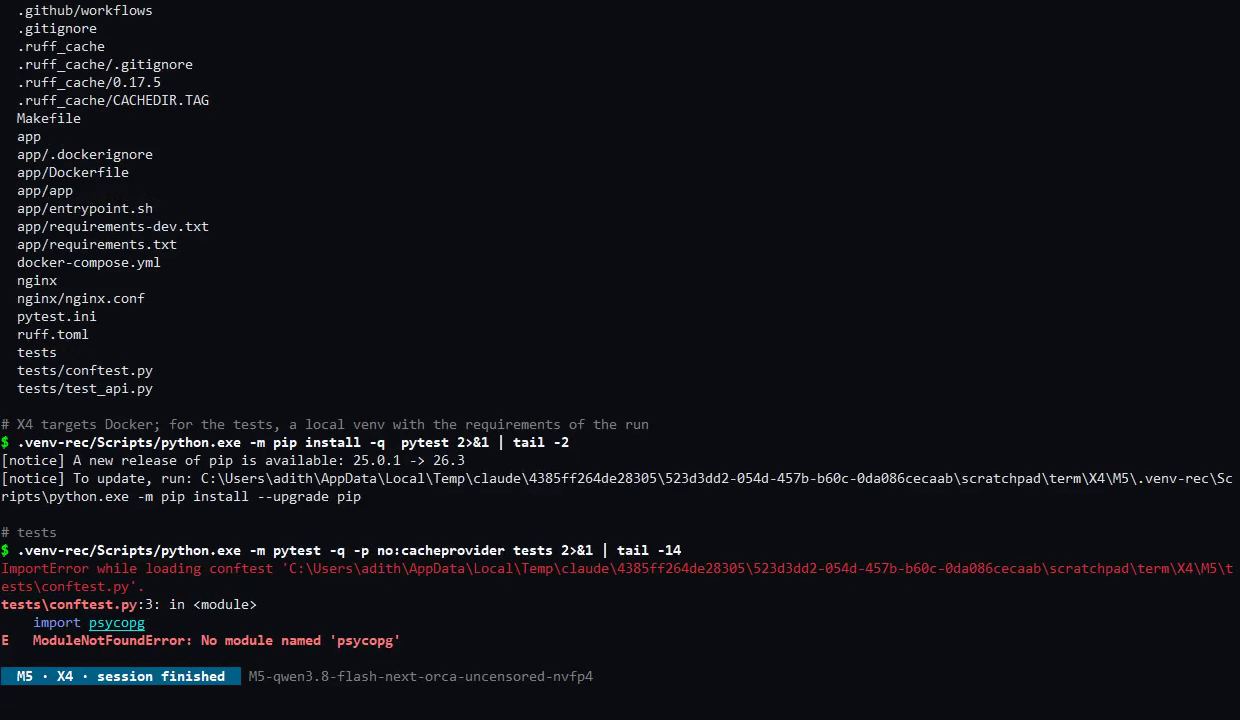 .github/workflows
.gitignore
.ruff_cache
.ruff_cache/.gitignore
.ruff_cache/0.17.5
.ruff_cache/CACHEDIR.TAG
Makefile
app
app/.dockerignore
app/Dockerfile
app/app
app/entrypoint.sh
app/requirements-dev.txt
app/requirements.txt
docker-compose.yml
nginx
nginx/nginx.conf
pytest.ini
ruff.toml
tests
tests/conftest.py
tests/test_api.py
# X4 targets Docker; for the tests, a local venv with the requirements of the run
$ .venv-rec/Scripts/python.exe -m pip install -q  pytest 2>&1 | tail -2
[notice] A new release of pip is available: 25.0.1 -> 26.3
[notice] To update, run: C:\Users\adith\AppData\Local\Temp\claude\4385ff264de28305\523d3dd2-054d-457b-b60c-0da086cecaab\scratchpad\term\X4\M5\.venv-rec\Sc
ripts\python.exe -m pip install --upgrade pip
# tests
$ .venv-rec/Scripts/python.exe -m pytest -q -p no:cacheprovider tests 2>&1 | tail -14
ImportError while loading conftest 'C:\Users\adith\AppData\Local\Temp\claude\4385ff264de28305\523d3dd2-054d-457b-b60c-0da086cecaab\scratchpad\term\X4\M5\t
ests\conftest.py'.
tests\conftest.py:3: in <module>
import psycopg
E   ModuleNotFoundError: No module named 'psycopg'
M5 · X4 · session finished M5-qwen3.8-flash-next-orca-uncensored-nvfp4